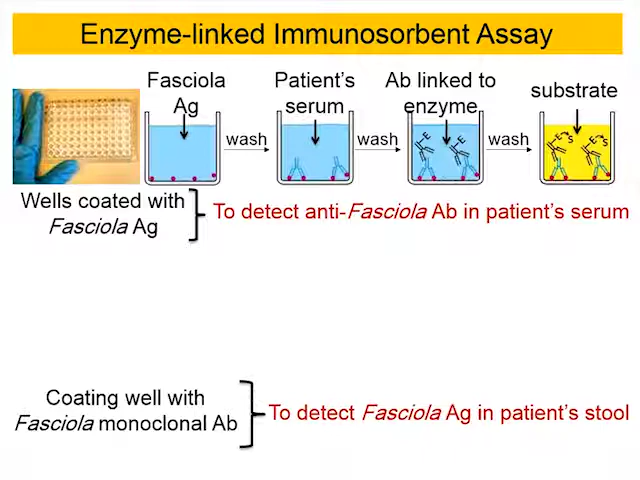 Enzyme-linked Immunosorbent Assay
Fasciola
Ag
Patient's
serum
Ab linked to
enzyme
substrate
wash
wash
wash
E
E
E S
E S
Wells coated with
Fasciola Ag
To detect anti-Fasciola Ab in patient's serum
Coating well with
Fasciola monoclonal Ab
To detect Fasciola Ag in patient's stool